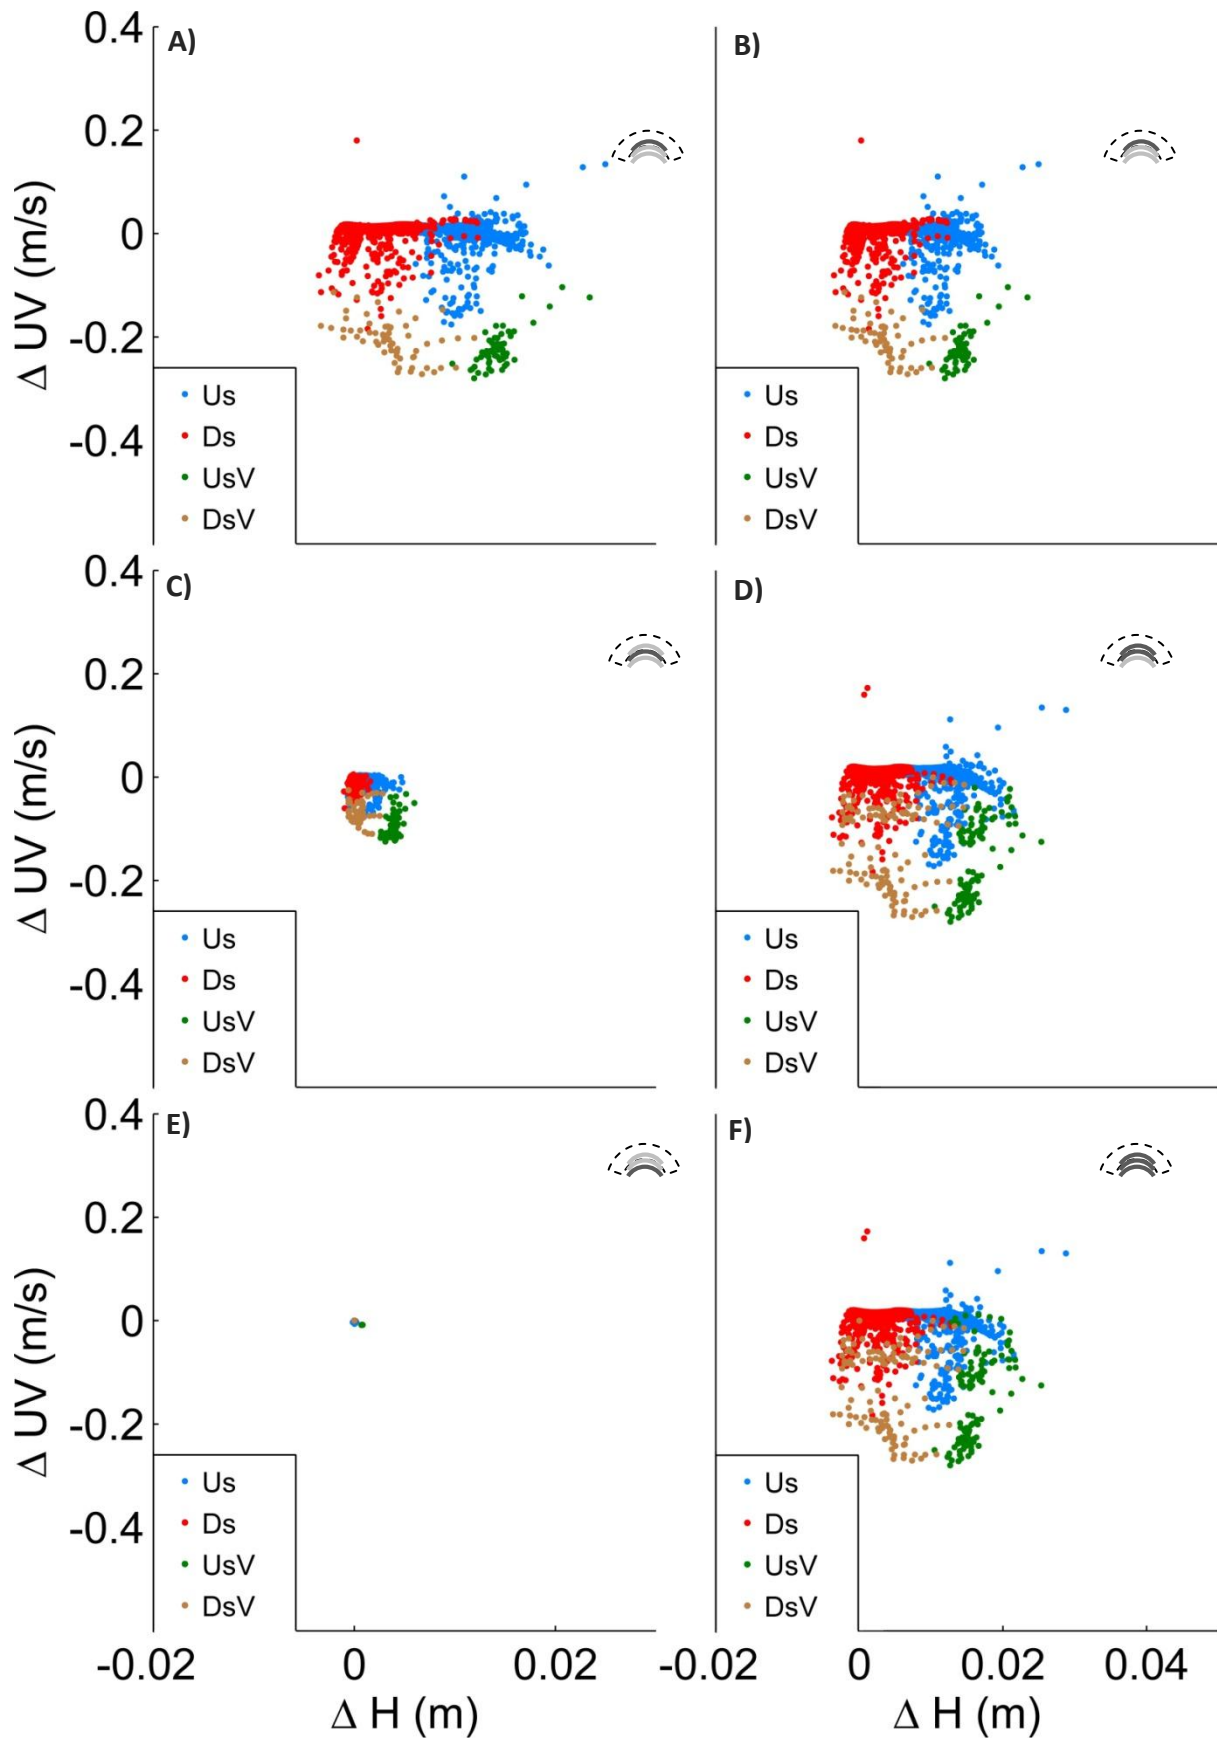 A)
0.4
0.2
0
-0.2
-0.4
Δ UV (m/s)
Us
Ds
UsV
DsV
B)
Us
Ds
UsV
DsV
C)
0.4
0.2
0
-0.2
-0.4
Δ UV (m/s)
Us
Ds
UsV
DsV
D)
Us
Ds
UsV
DsV
E)
0.4
0.2
0
-0.2
-0.4
Δ UV (m/s)
Us
Ds
UsV
DsV
-0.02 0 0.02
Δ H (m)
F)
Us
Ds
UsV
DsV
-0.02 0 0.02 0.04
Δ H (m)